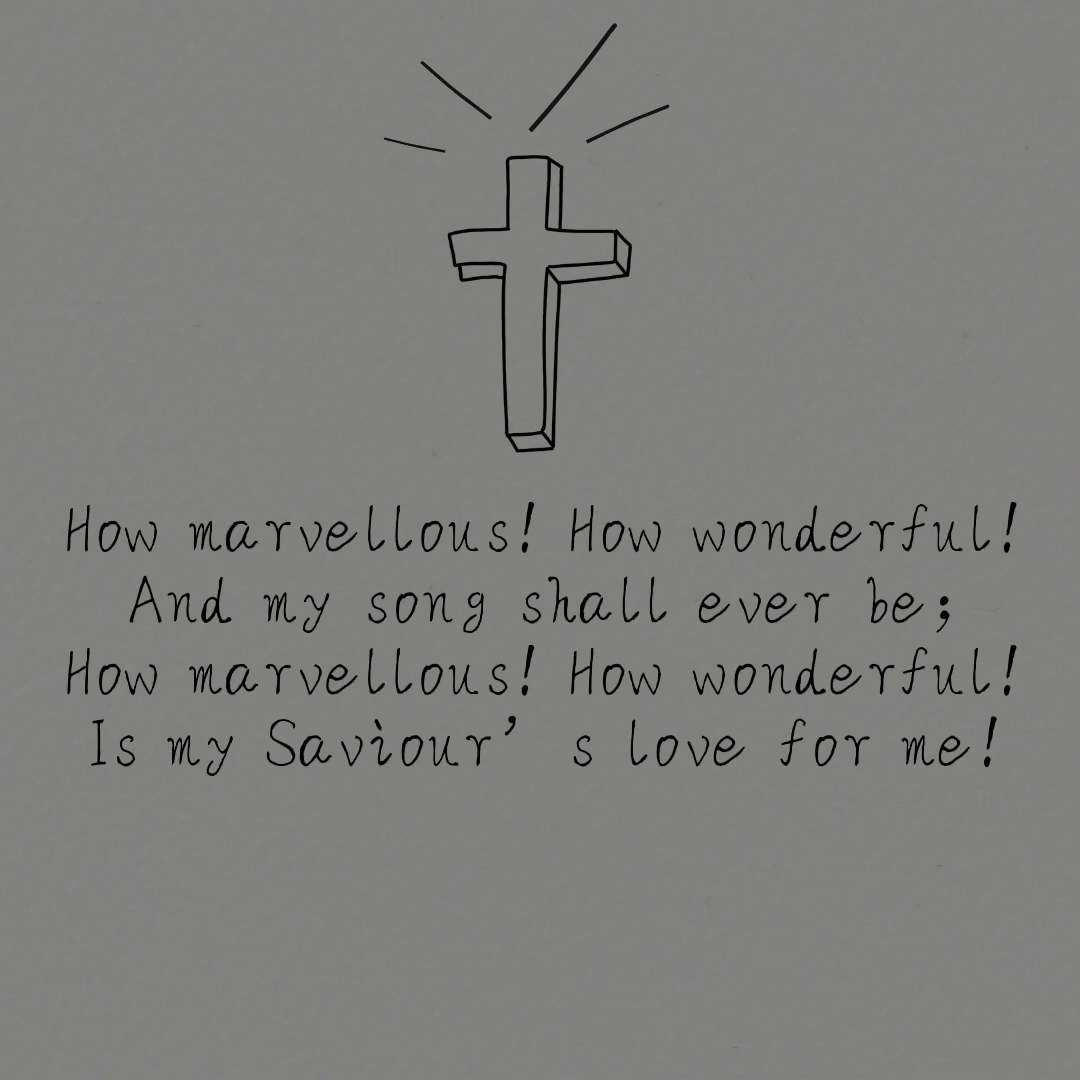 How marvellous! How wonderful!
And my song shall ever be;
How marvellous! How wonderful!
Is my Saviour’ s love for me!